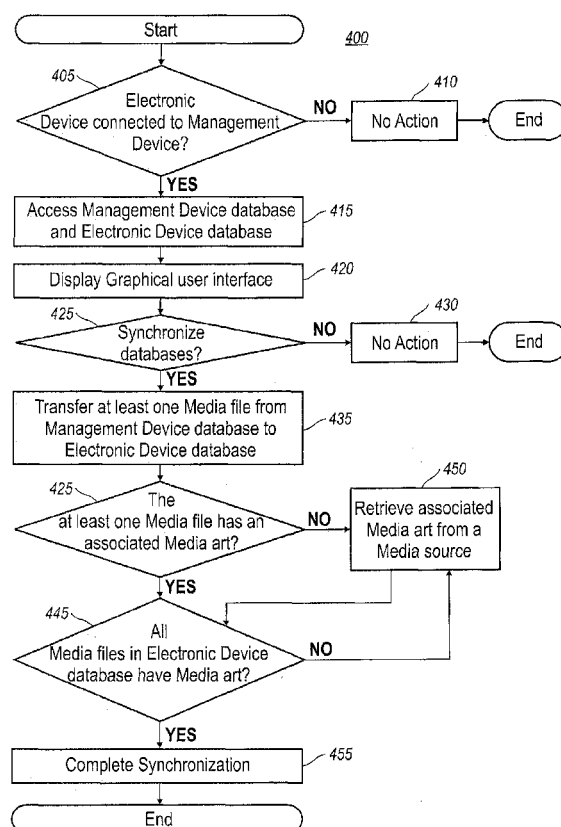 Start
400
405
Electronic
Device connected to Management
Device?
NO
410
No Action
End
YES
Access Management Device database
and Electronic Device database
415
Display Graphical user interface
420
425
Synchronize
databases?
NO
430
No Action
End
YES
Transfer at least one Media file from
Management Device database to
Electronic Device database
435
425
The
at least one Media file has an
associated Media art?
NO
450
Retrieve associated
Media art from a
Media source
YES
445
All
Media files in Electronic Device
database have Media art?
NO
YES
Complete Synchronization
455
End